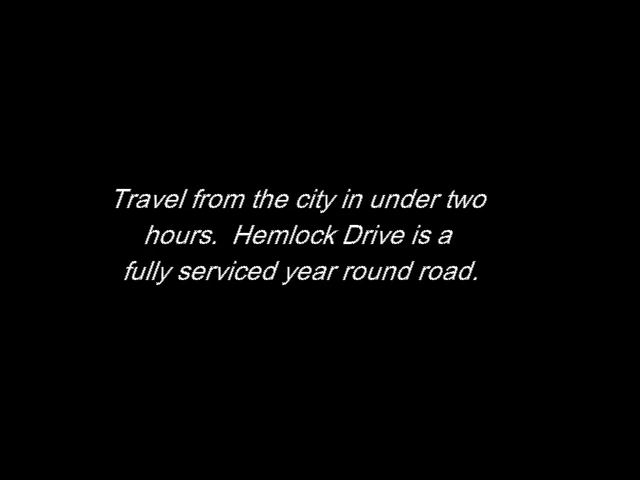 Travel from the city in under two
hours.  Hemlock Drive is a
fully serviced year round road.